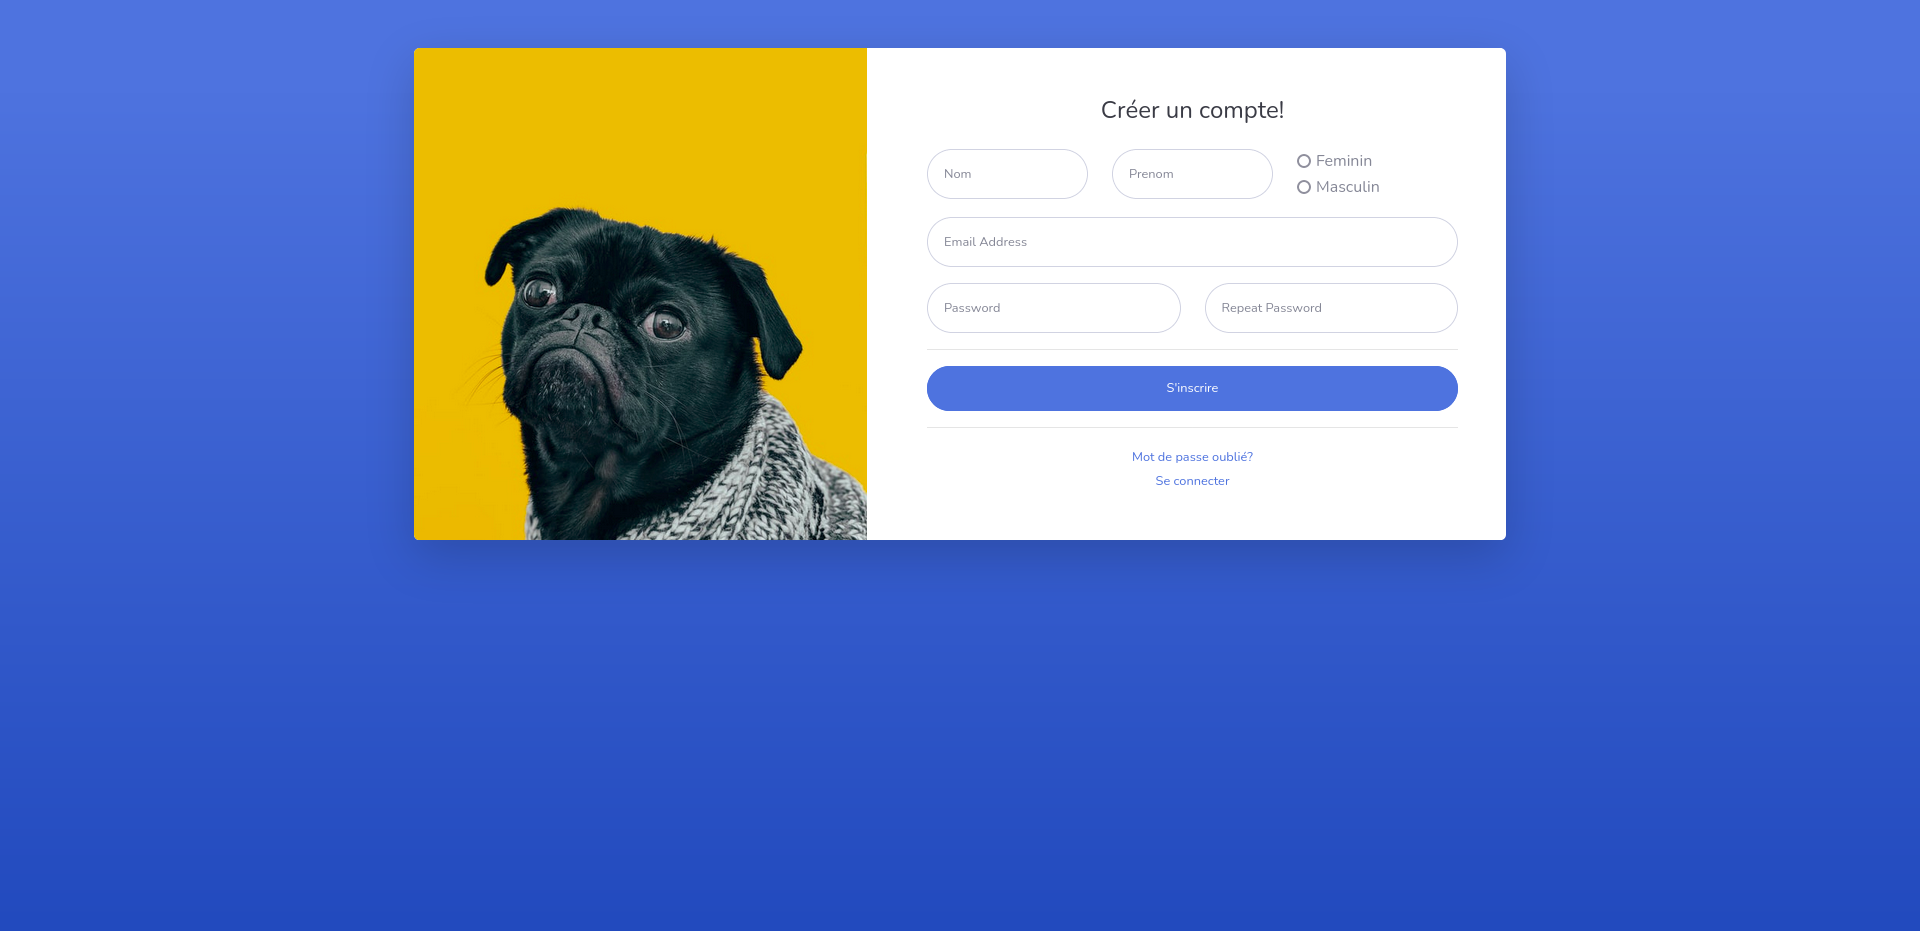 Créer un compte!
Nom
Prenom
Feminin
Masculin
Email Address
Password
Repeat Password
S'inscrire
Mot de passe oublié?
Se connecter